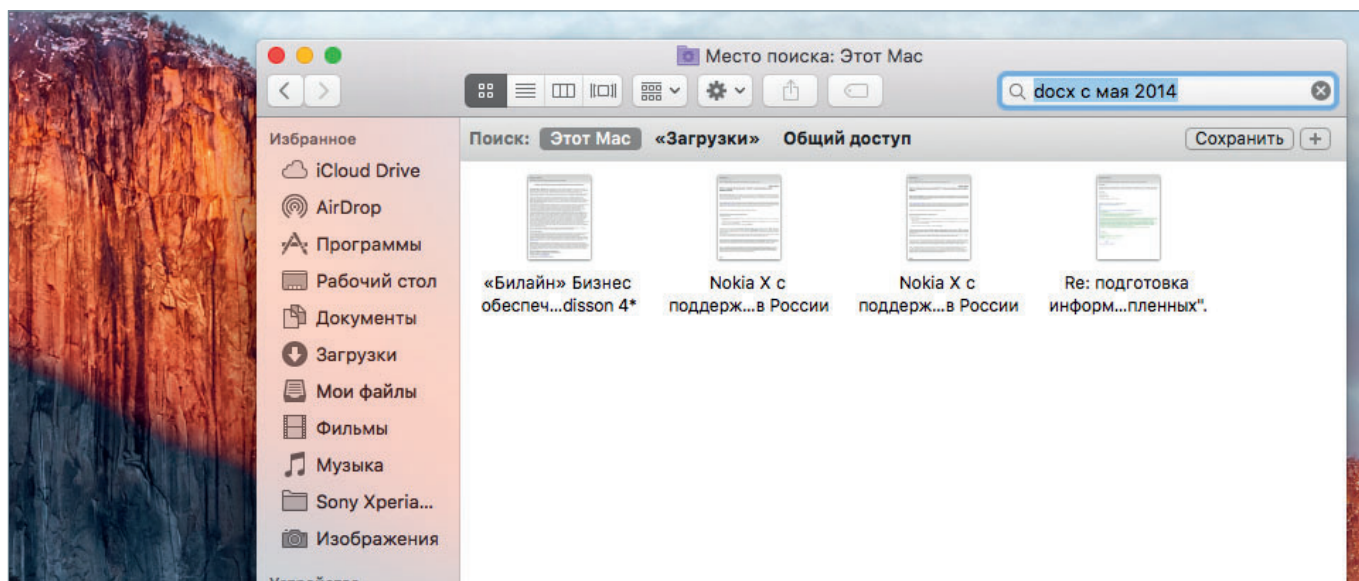 Место поиска: Этот Mac
docx с мая 2014
Избранное
iCloud Drive
AirDrop
Программы
Рабочий стол
Документы
Загрузки
Мои файлы
Фильмы
Музыка
Sony Xperia...
Изображения
Поиск: Этот Mac «Загрузки» Общий доступ Сохранить +
«Билайн» Бизнес
обеспеч...disson 4*
Nokia X с
поддерж...в России
Nokia X с
поддерж...в России
Re: подготовка
информ...пленных".